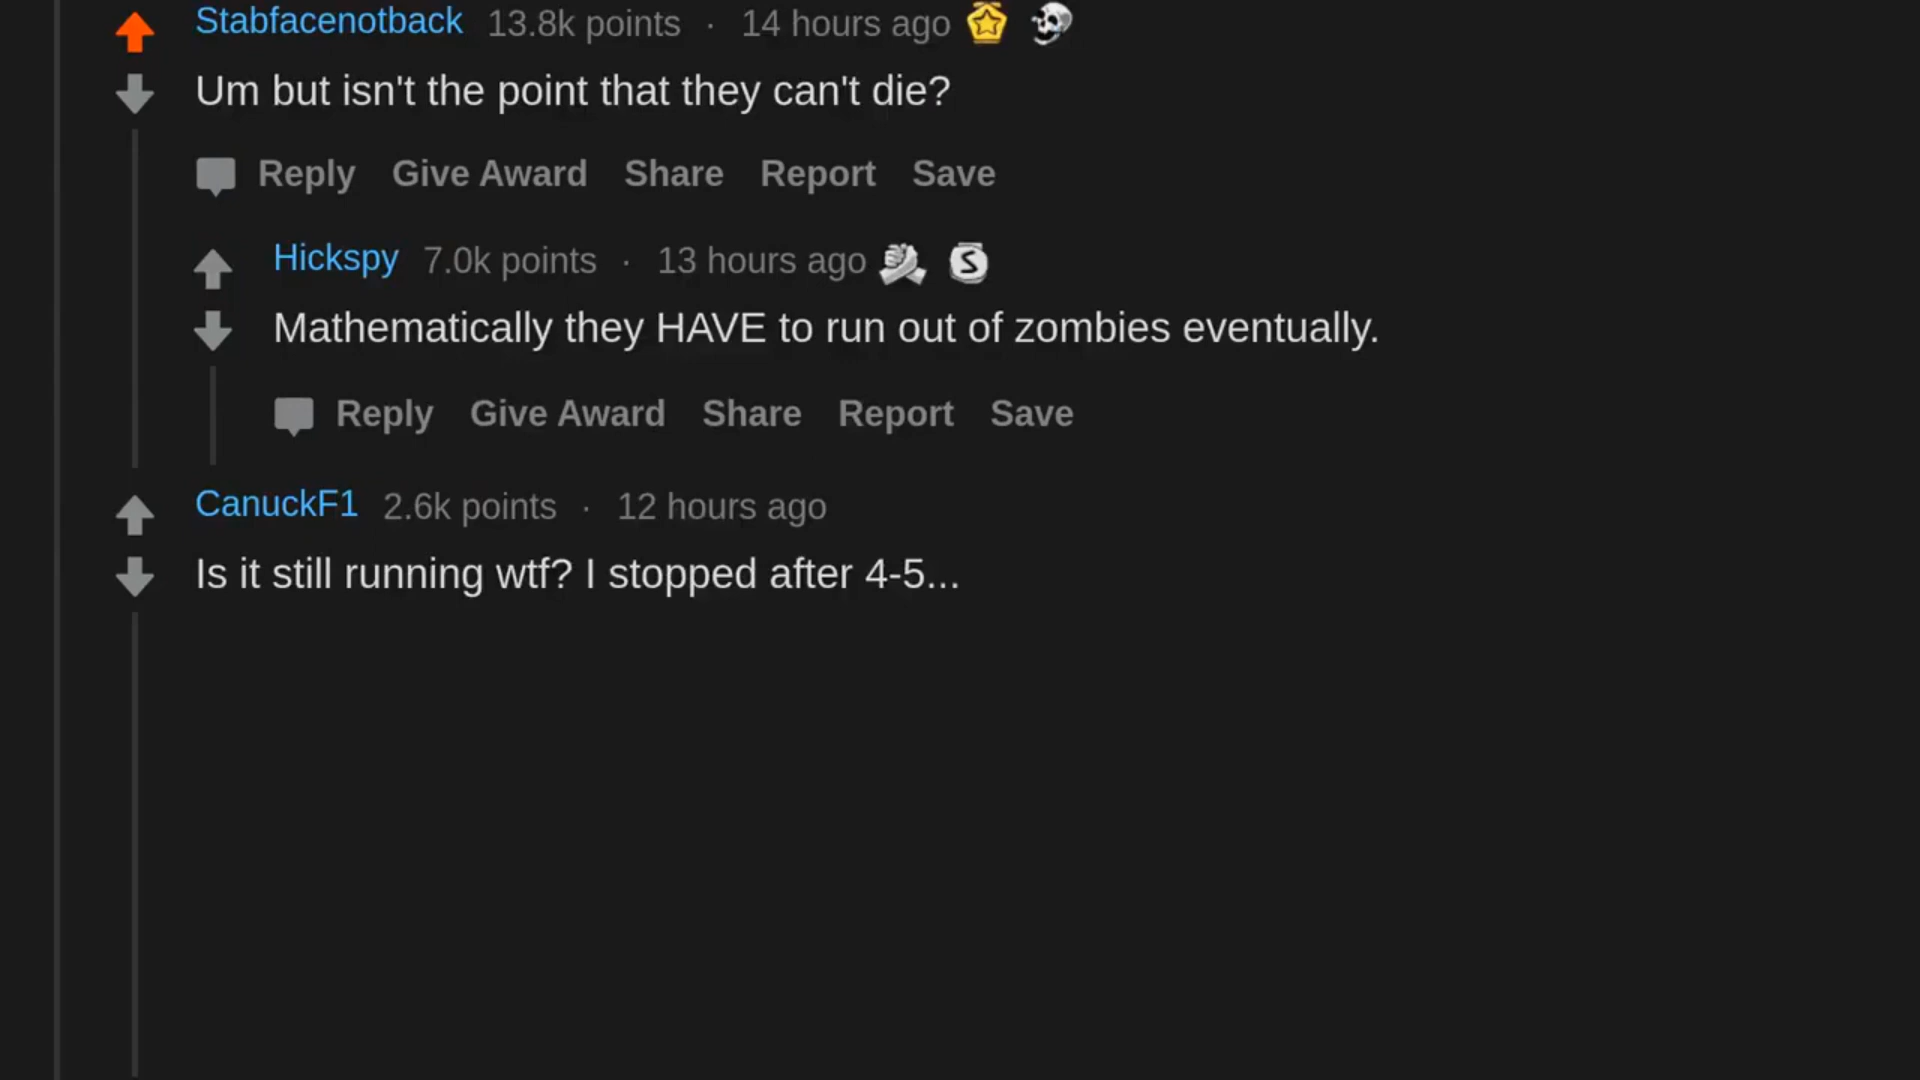 Stabfacenotback 13.8k points · 14 hours ago
Um but isn't the point that they can't die?
Reply Give Award Share Report Save
Hickspy 7.0k points · 13 hours ago S
Mathematically they HAVE to run out of zombies eventually.
Reply Give Award Share Report Save
CanuckF1 2.6k points · 12 hours ago
Is it still running wtf? I stopped after 4-5...